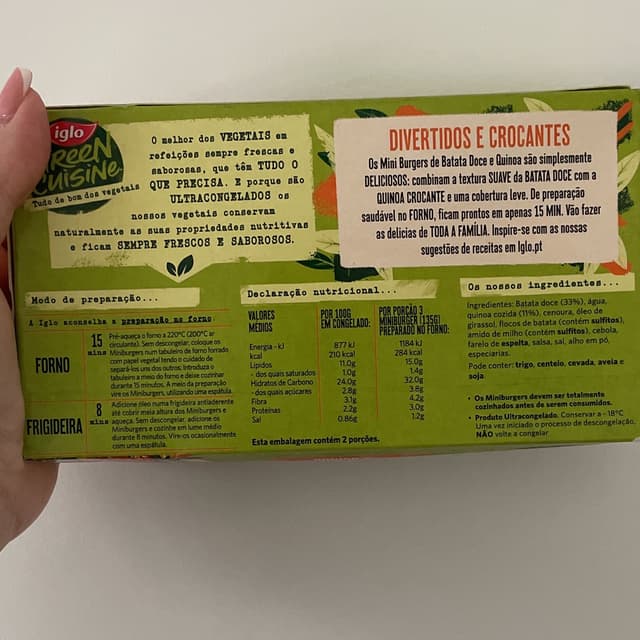 iglo
GREEN
CUISINE
Tudo de bom dos vegetais
O melhor dos VEGETAIS em
refeições sempre frescas e
saborosas, que têm TUDO O
QUE PRECISA. E porque são
ULTRACONGELADOS os
nossos vegetais conservam
naturalmente as suas propriedades nutritivas
e ficam SEMPRE FRESCOS E SABOROSOS.
DIVERTIDOS E CROCANTES
Os Mini Burgers de Batata Doce e Quinoa são simplesmente
DELICIOSOS: combinam a textura SUAVE da BATATA DOCE com a
QUINOA CROCANTE e uma cobertura leve. De preparação
saudável no FORNO, ficam prontos em apenas 15 MIN. Vão fazer
as delicias de TODA A FAMÍLIA. Inspire-se com as nossas
sugestões de receitas em Iglo.pt
Modo de preparação...
A Iglo aconselha a preparação no forno:
FORNO
15
mins
Pré-aqueça o forno a 220ºC (200ºC ar
circulante). Sem descongelar, coloque os
Miniburgers num tabuleiro de forno forrado
com papel vegetal tendo o cuidado de
separá-los uns dos outros. Introduza o
tabuleiro a meio do forno e deixe cozinhar
durante 15 minutos. A meio da preparação
vire os Miniburgers, utilizando uma espátula.
FRIGIDEIRA
8
mins
Adicione óleo numa frigideira antiaderente
até cobrir meia altura dos Miniburgers e
aqueça. Sem descongelar, adicione os
Miniburgers e cozinhe em lume médio
durante 8 minutos. Vire-os ocasionalmente
com uma espátula.
Declaração nutricional...
VALORES
MÉDIOS
POR 100G
EM CONGELADO:
POR PORÇÃO 3
MINIBURGER (135G)
PREPARADO NO FORNO:
Energia - kJ 877 kJ 1184 kJ
kcal 210 kcal 284 kcal
Lípidos 11.0g 15.0g
- dos quais saturados 1.0g 1.4g
Hidratos de Carbono 24.0g 32.0g
- dos quais açúcares 2.8g 3.8g
Fibra 3.1g 4.2g
Proteínas 2.2g 3.0g
Sal 0.86g 1.2g
Esta embalagem contém 2 porções.
Os nossos ingredientes...
Ingredientes: Batata doce (33%), água,
quinoa cozida (11%), cenoura, óleo de
girassol, flocos de batata (contém sulfitos),
amido de milho (contém sulfitos), cebola,
farelo de espelta, salsa, sal, alho em pó,
especiarias.
Pode conter: trigo, centeio, cevada, aveia e
soja.
• Os Miniburgers devem ser totalmente
cozinhados antes de serem consumidos.
• Produto Ultracongelado. Conservar a -18ºC
Uma vez iniciado o processo de descongelação,
NÃO volte a congelar